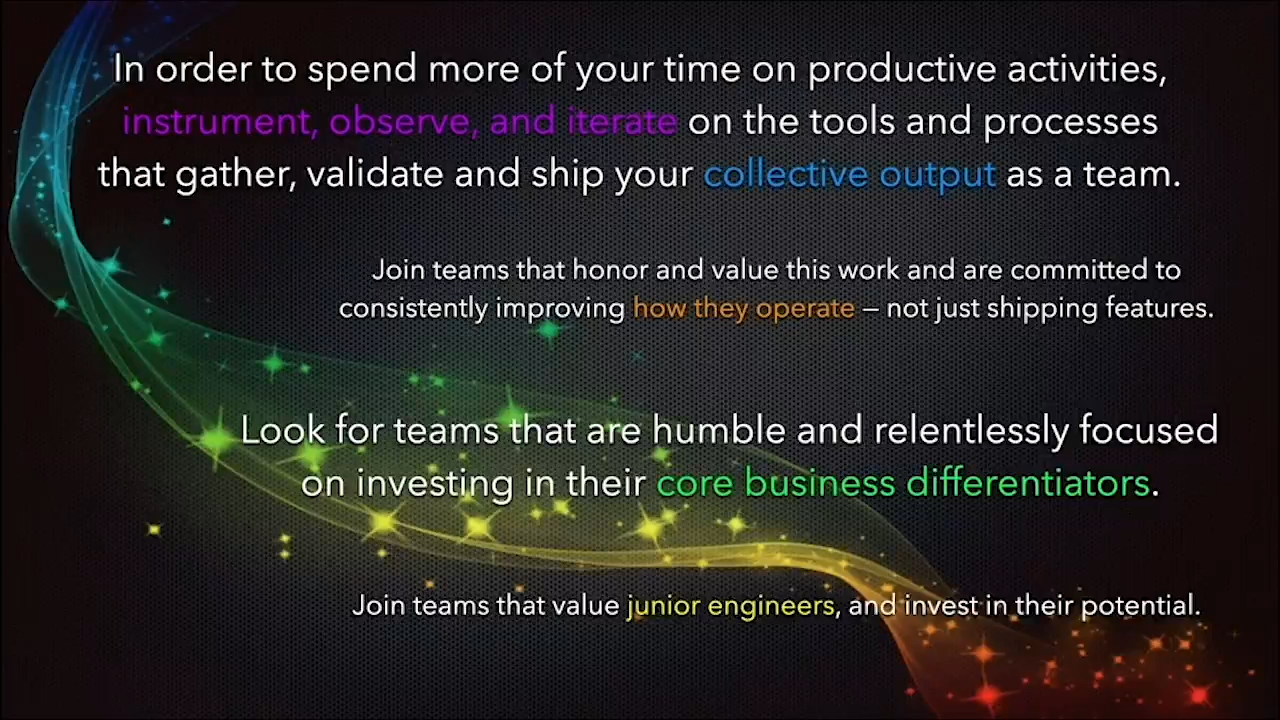 In order to spend more of your time on productive activities,
instrument, observe, and iterate on the tools and processes
that gather, validate and ship your collective output as a team.
Join teams that honor and value this work and are committed to
consistently improving how they operate – not just shipping features.
Look for teams that are humble and relentlessly focused
on investing in their core business differentiators.
Join teams that value junior engineers, and invest in their potential.